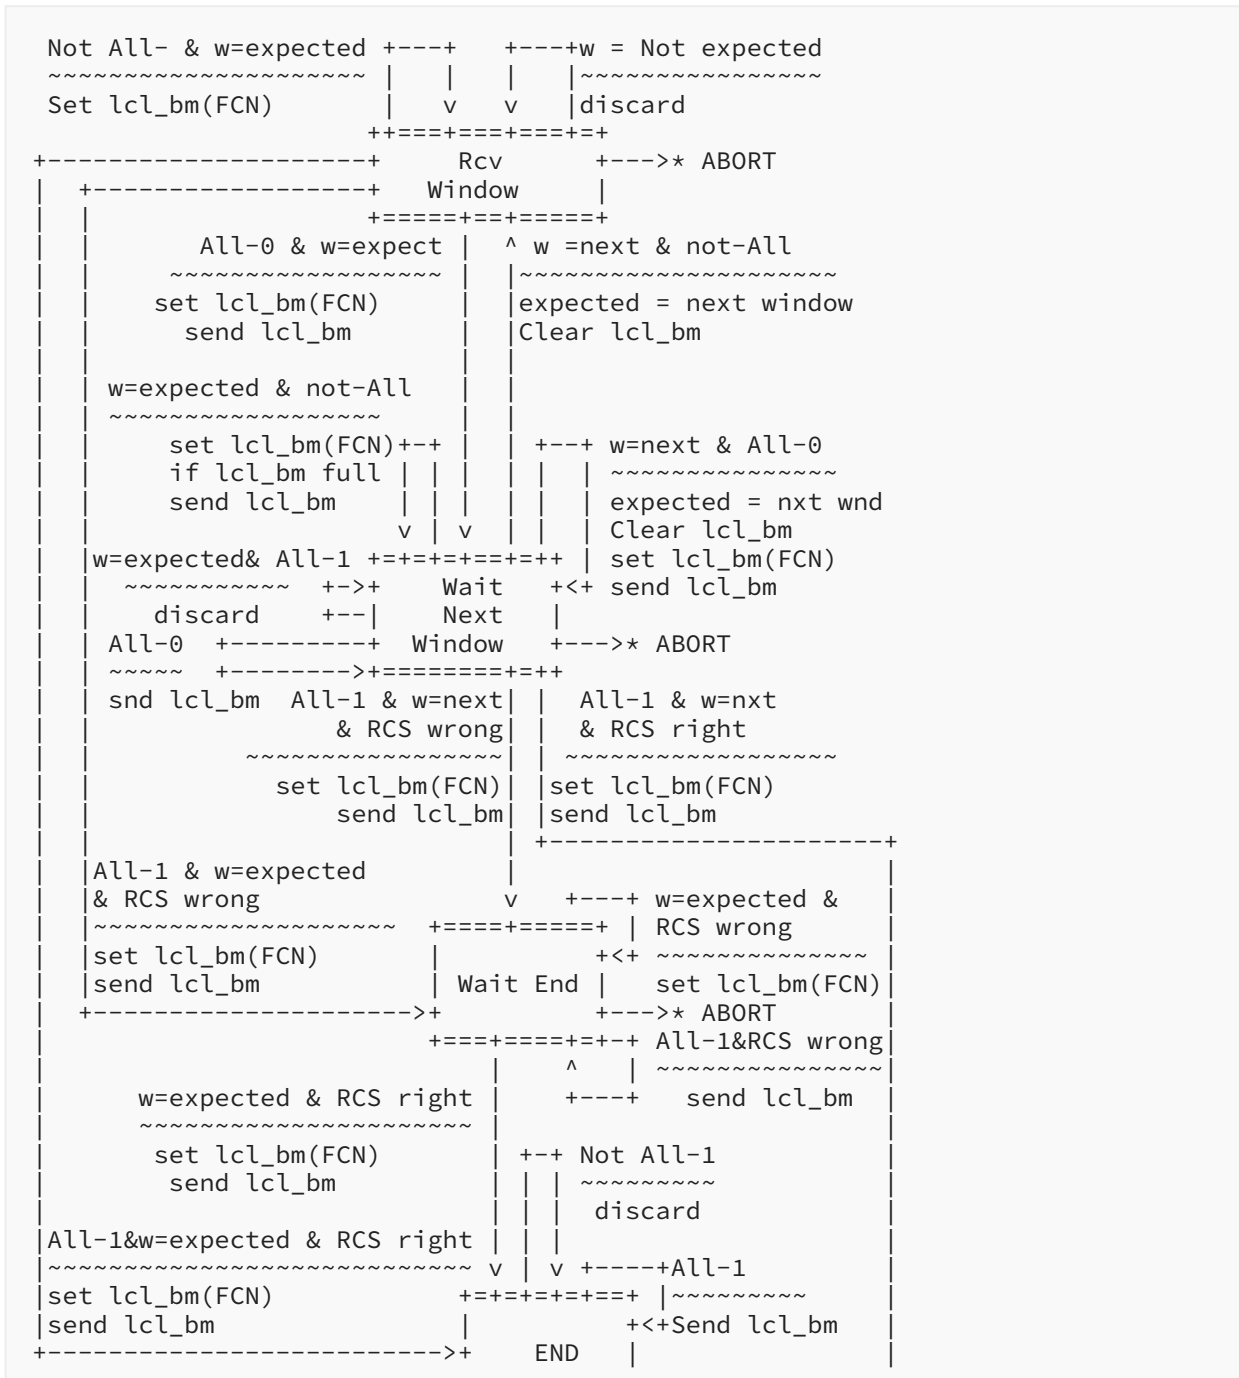 Not All- & w=expected +---+   +---+w = Not expected
~~~~~~~~~~~~~~~~~~~~~ |   |   |   |~~~~~~~~~~~~~~~~
Set lcl_bm(FCN)       |   v   v   |discard
                     ++===+===+===+=+
+---------------------+     Rcv      +--->* ABORT
|  +------------------+   Window     |
|  |                  +=====+==+=====+
|  |       All-0 & w=expect |  ^ w =next & not-All
|  |     ~~~~~~~~~~~~~~~~~~ |  |~~~~~~~~~~~~~~~~~~~~~
|  |    set lcl_bm(FCN)     |  |expected = next window
|  |      send lcl_bm       |  |Clear lcl_bm
|  |                        |  |
|  | w=expected & not-All   |  |
|  | ~~~~~~~~~~~~~~~~~~     |  |
|  |     set lcl_bm(FCN)+-+ |  | +--+ w=next & All-0
|  |     if lcl_bm full | | |  | |  | ~~~~~~~~~~~~~~~
|  |     send lcl_bm    | | |  | |  | expected = nxt wnd
|  |                    v | v  | |  | Clear lcl_bm
|  |w=expected& All-1 +=+=+=+==+=++ | set lcl_bm(FCN)
|  |  ~~~~~~~~~~~  +->+    Wait   +<+ send lcl_bm
|  |    discard    +--|    Next   |
|  | All-0  +---------+  Window   +--->* ABORT
|  | ~~~~~  +-------->+========+=++
|  | snd lcl_bm  All-1 & w=next| |  All-1 & w=nxt
|  |                & RCS wrong| |  & RCS right
|  |          ~~~~~~~~~~~~~~~~~| | ~~~~~~~~~~~~~~~~~~
|  |            set lcl_bm(FCN)| |set lcl_bm(FCN)
|  |                send lcl_bm| |send lcl_bm
|  |                           | +----------------------+
|  |All-1 & w=expected         |                        |
|  |& RCS wrong                v   +---+ w=expected &   |
|  |~~~~~~~~~~~~~~~~~~~~  +====+=====+ | RCS wrong      |
|  |set lcl_bm(FCN)       |          +<+ ~~~~~~~~~~~~~~ |
|  |send lcl_bm           | Wait End |   set lcl_bm(FCN)|
|  +--------------------->+          +--->* ABORT       |
|                         +===+====+=+-+ All-1&RCS wrong|
|                             |    ^   | ~~~~~~~~~~~~~~~|
|      w=expected & RCS right |    +---+   send lcl_bm  |
|      ~~~~~~~~~~~~~~~~~~~~~~ |                         |
|       set lcl_bm(FCN)       | +-+ Not All-1           |
|        send lcl_bm          | | | ~~~~~~~~~           |
|                             | | |  discard            |
|All-1&w=expected & RCS right | | |                     |
|~~~~~~~~~~~~~~~~~~~~~~~~~~~~ v | v +----+All-1         |
|set lcl_bm(FCN)            +=+=+=+=+==+ |~~~~~~~~~     |
|send lcl_bm                |          +<+Send lcl_bm   |
+-------------------------->+    END   |                |